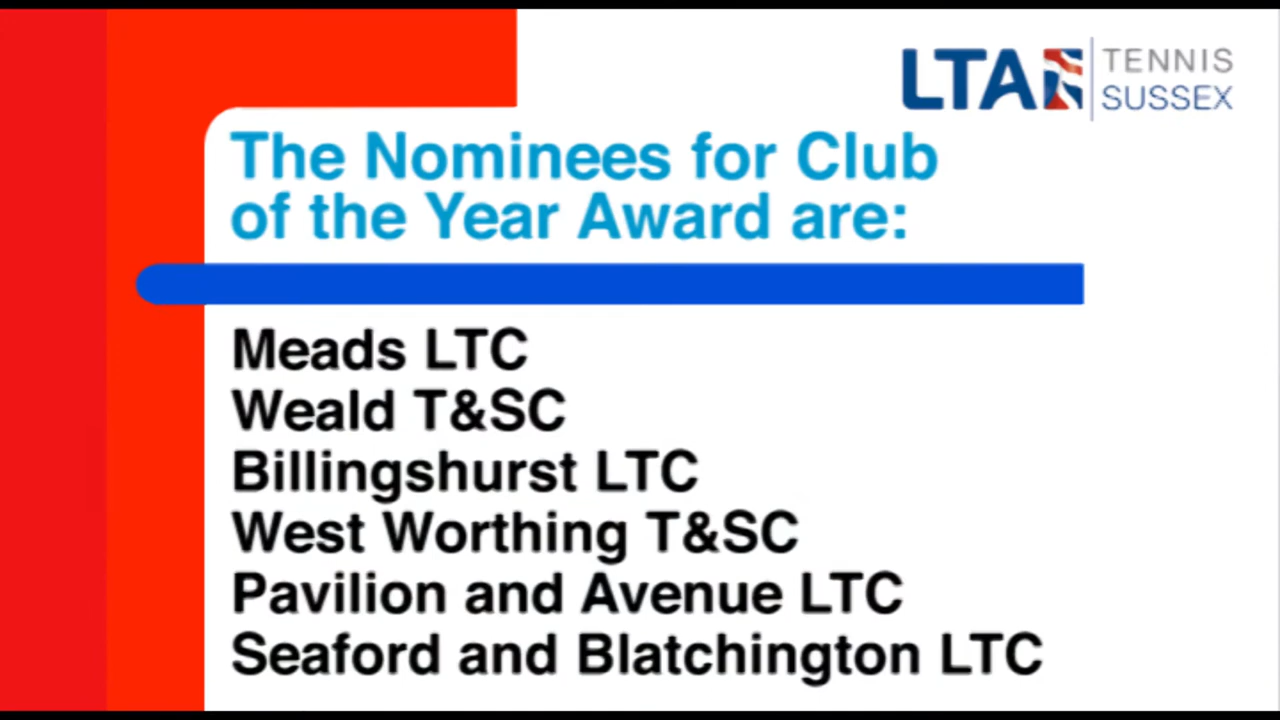 LTA TENNIS
SUSSEX
The Nominees for Club
of the Year Award are:
Meads LTC
Weald T&SC
Billingshurst LTC
West Worthing T&SC
Pavilion and Avenue LTC
Seaford and Blatchington LTC